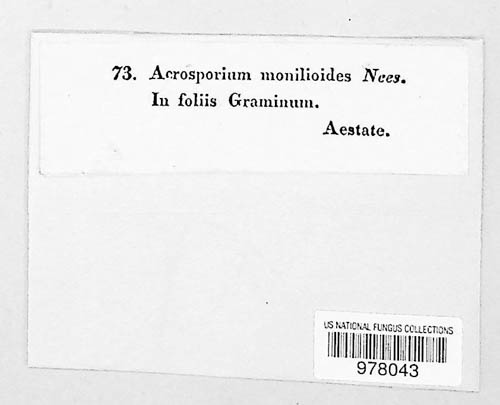 73. Acrosporium monilioides Nees.
In foliis Graminum.
Aestate.
US NATIONAL FUNGUS COLLECTIONS
978043